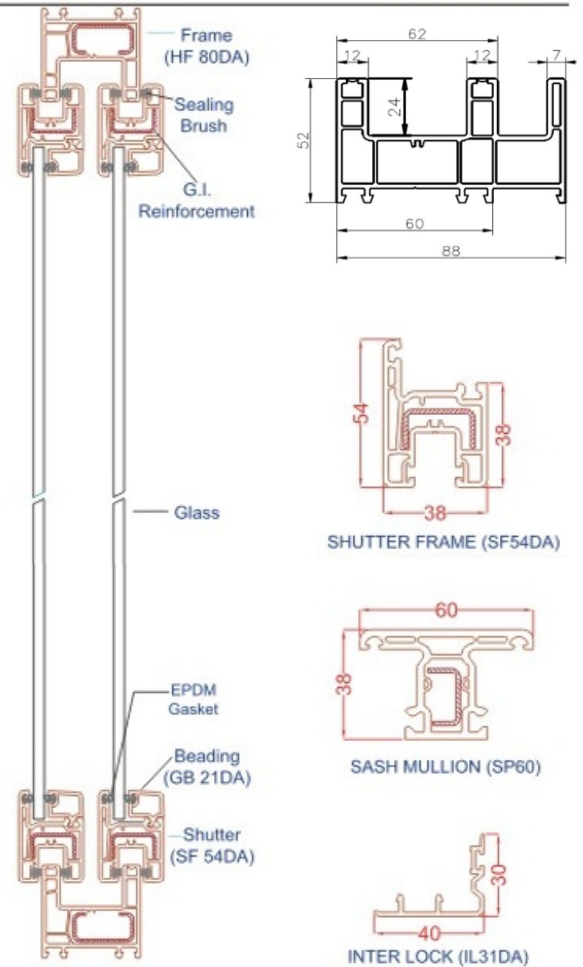 Frame
(HF 80DA)
Sealing
Brush
G.I.
Reinforcement
Glass
EPDM
Gasket
Beading
(GB 21DA)
Shutter
(SF 54DA)
62
12
12
7
24
52
60
88
54
38
38
SHUTTER FRAME (SF54DA)
60
38
SASH MULLION (SP60)
30
40
INTER LOCK (IL31DA)